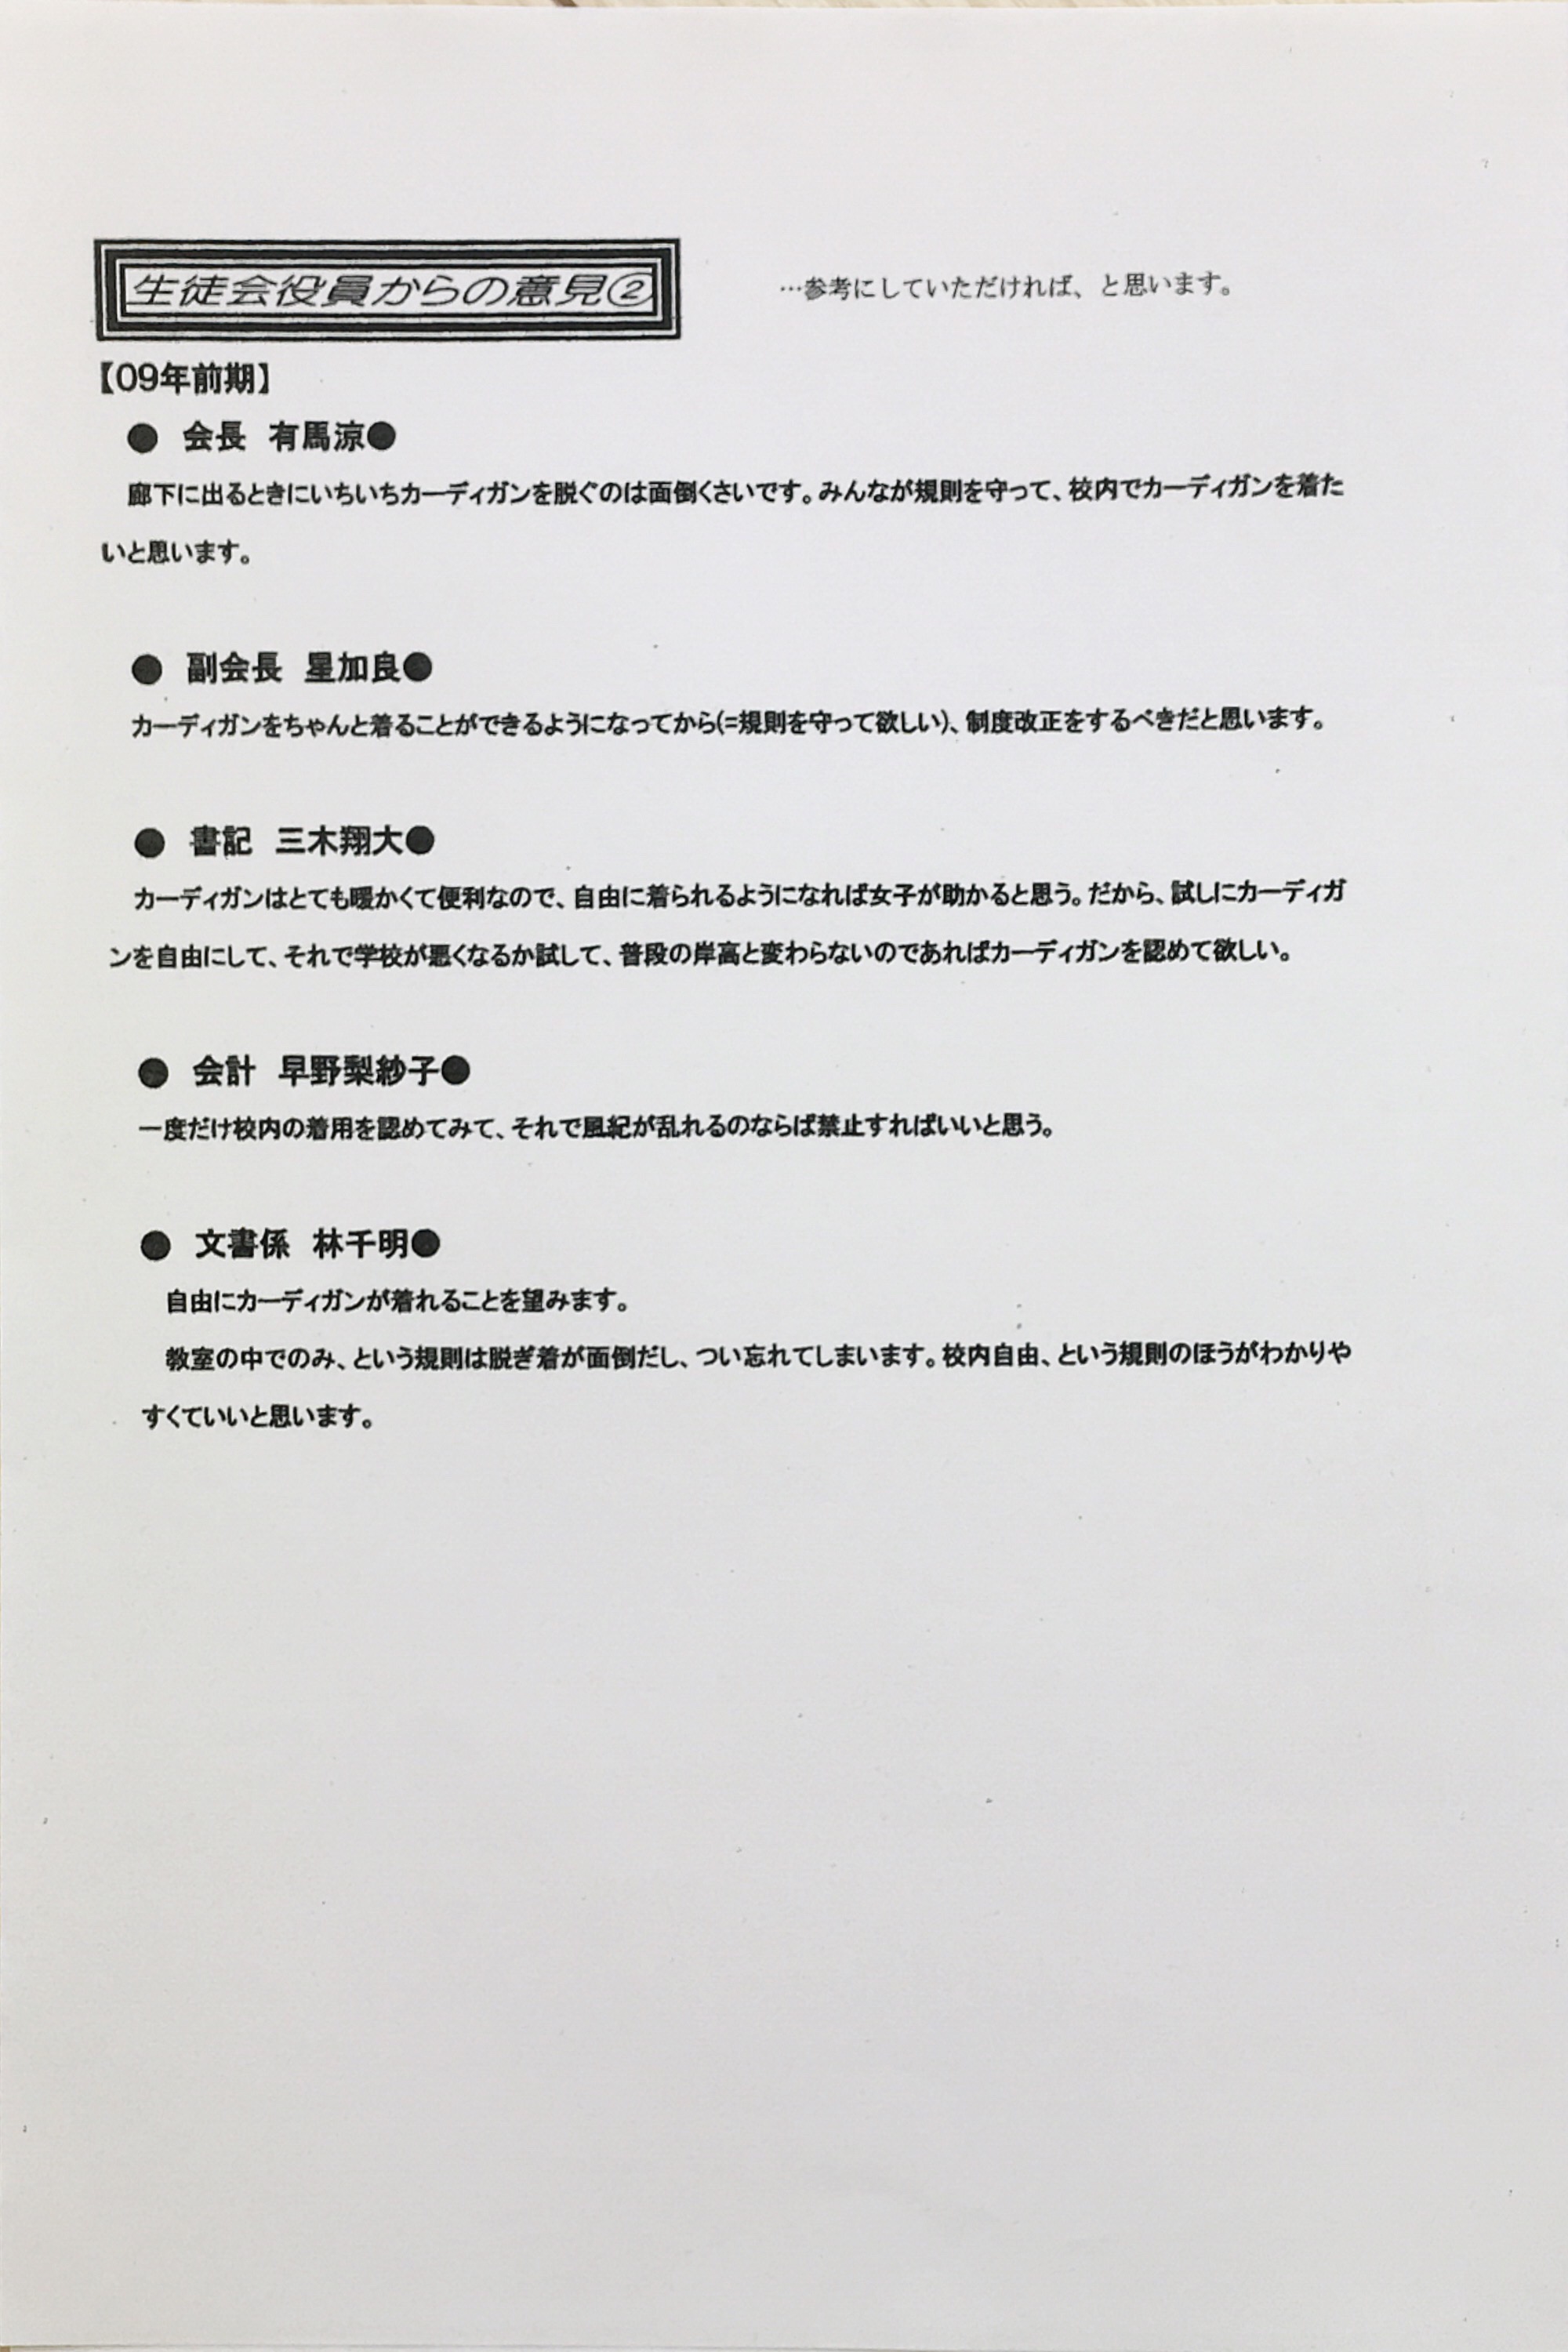 生徒会役員からの意見②
…参考にしていただければ、と思います。
【09年前期】
● 会長 有馬涼●
廊下に出るときにいちいちカーディガンを脱ぐのは面倒くさいです。みんなが規則を守って、校内でカーディガンを着た
いと思います。
● 副会長 星加良●
カーディガンをちゃんと着ることができるようになってから(=規則を守って欲しい)、制度改正をするべきだと思います。
● 書記 三木翔大●
カーディガンはとても暖かくて便利なので、自由に着られるようになれば女子が助かると思う。だから、試しにカーディガ
ンを自由にして、それで学校が悪くなるか試して、普段の岸高と変わらないのであればカーディガンを認めて欲しい。
● 会計 早野梨紗子●
一度だけ校内の着用を認めてみて、それで風紀が乱れるのならば禁止すればいいと思う。
● 文書係 林千明●
自由にカーディガンが着れることを望みます。
教室の中でのみ、という規則は脱ぎ着が面倒だし、つい忘れてしまいます。校内自由、という規則のほうがわかりや
すくていいと思います。